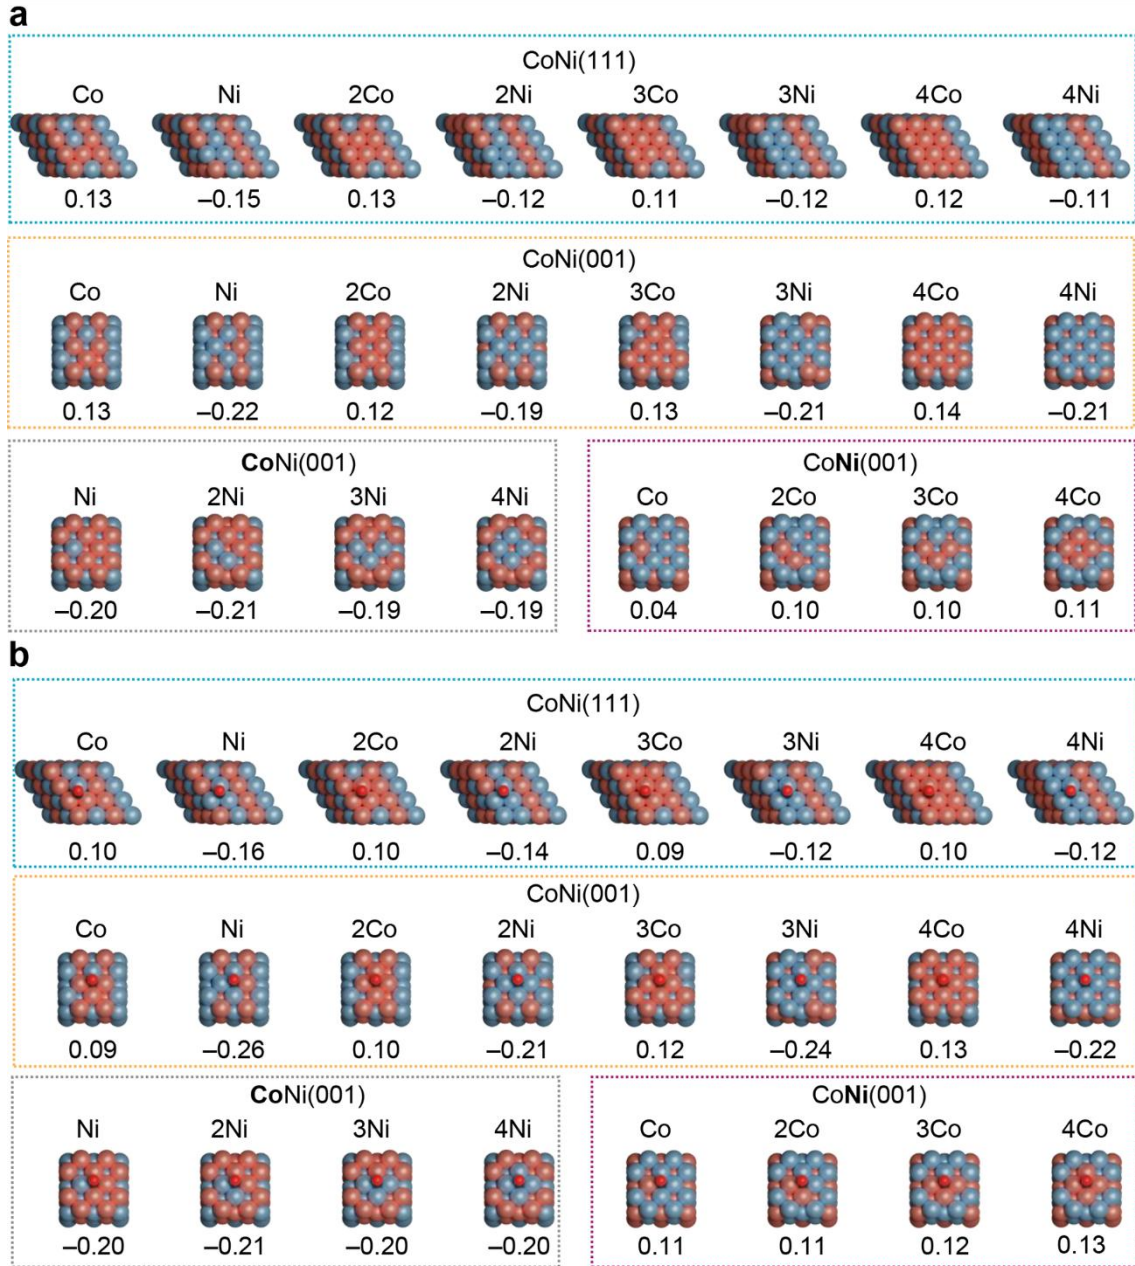 a
CoNi(111)
Co Ni 2Co 2Ni 3Co 3Ni 4Co 4Ni
0.13 –0.15 0.13 –0.12 0.11 –0.12 0.12 –0.11
CoNi(001)
Co Ni 2Co 2Ni 3Co 3Ni 4Co 4Ni
0.13 –0.22 0.12 –0.19 0.13 –0.21 0.14 –0.21
CoNi(001)
Ni 2Ni 3Ni 4Ni
–0.20 –0.21 –0.19 –0.19
CoNi(001)
Co 2Co 3Co 4Co
0.04 0.10 0.10 0.11
b
CoNi(111)
Co Ni 2Co 2Ni 3Co 3Ni 4Co 4Ni
0.10 –0.16 0.10 –0.14 0.09 –0.12 0.10 –0.12
CoNi(001)
Co Ni 2Co 2Ni 3Co 3Ni 4Co 4Ni
0.09 –0.26 0.10 –0.21 0.12 –0.24 0.13 –0.22
CoNi(001)
Ni 2Ni 3Ni 4Ni
–0.20 –0.21 –0.20 –0.20
CoNi(001)
Co 2Co 3Co 4Co
0.11 0.11 0.12 0.13